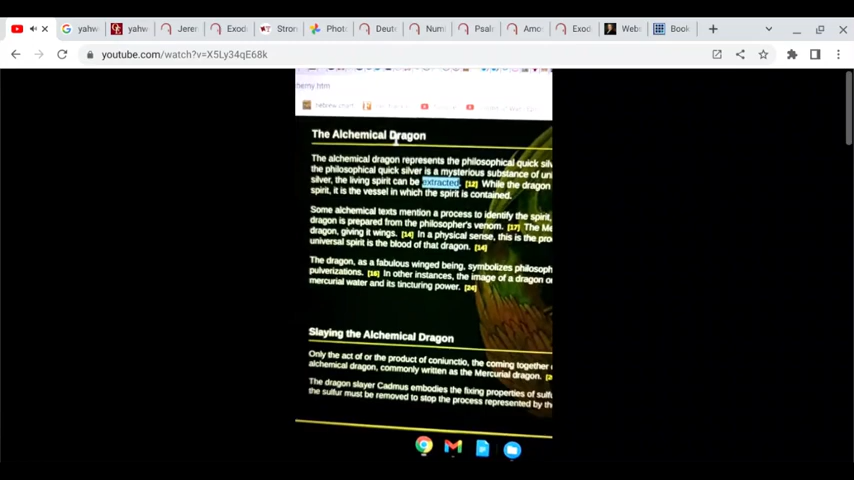 yahw
yahw
Jerem
Exod
Stron
Photo
Deut
Num
Psal
Amo
Exod
Webs
Book
youtube.com/watch?v=X5Ly34qE68k
hemy.htm
hebrew chart
The Alchemical Dragon
The alchemical dragon represents the philosophical quick silv
the philosophical quick silver is a mysterious substance of uni
silver, the living spirit can be extracted. [12] While the dragon
spirit, it is the vessel in which the spirit is contained.
Some alchemical texts mention a process to identify the spirit,
dragon is prepared from the philosopher's venom. [17] The Me
dragon, giving it wings. [14] In a physical sense, this is the pro
universal spirit is the blood of that dragon. [14]
The dragon, as a fabulous winged being, symbolizes philosoph
pulverizations. [16] In other instances, the image of a dragon or
mercurial water and its tincturing power. [24]
Slaying the Alchemical Dragon
Only the act of or the product of coniunctio, the coming together
alchemical dragon, commonly written as the Mercurial dragon.
The dragon slayer Cadmus embodies the fixing properties of sulf
the sulfur must be removed to stop the process represented by the